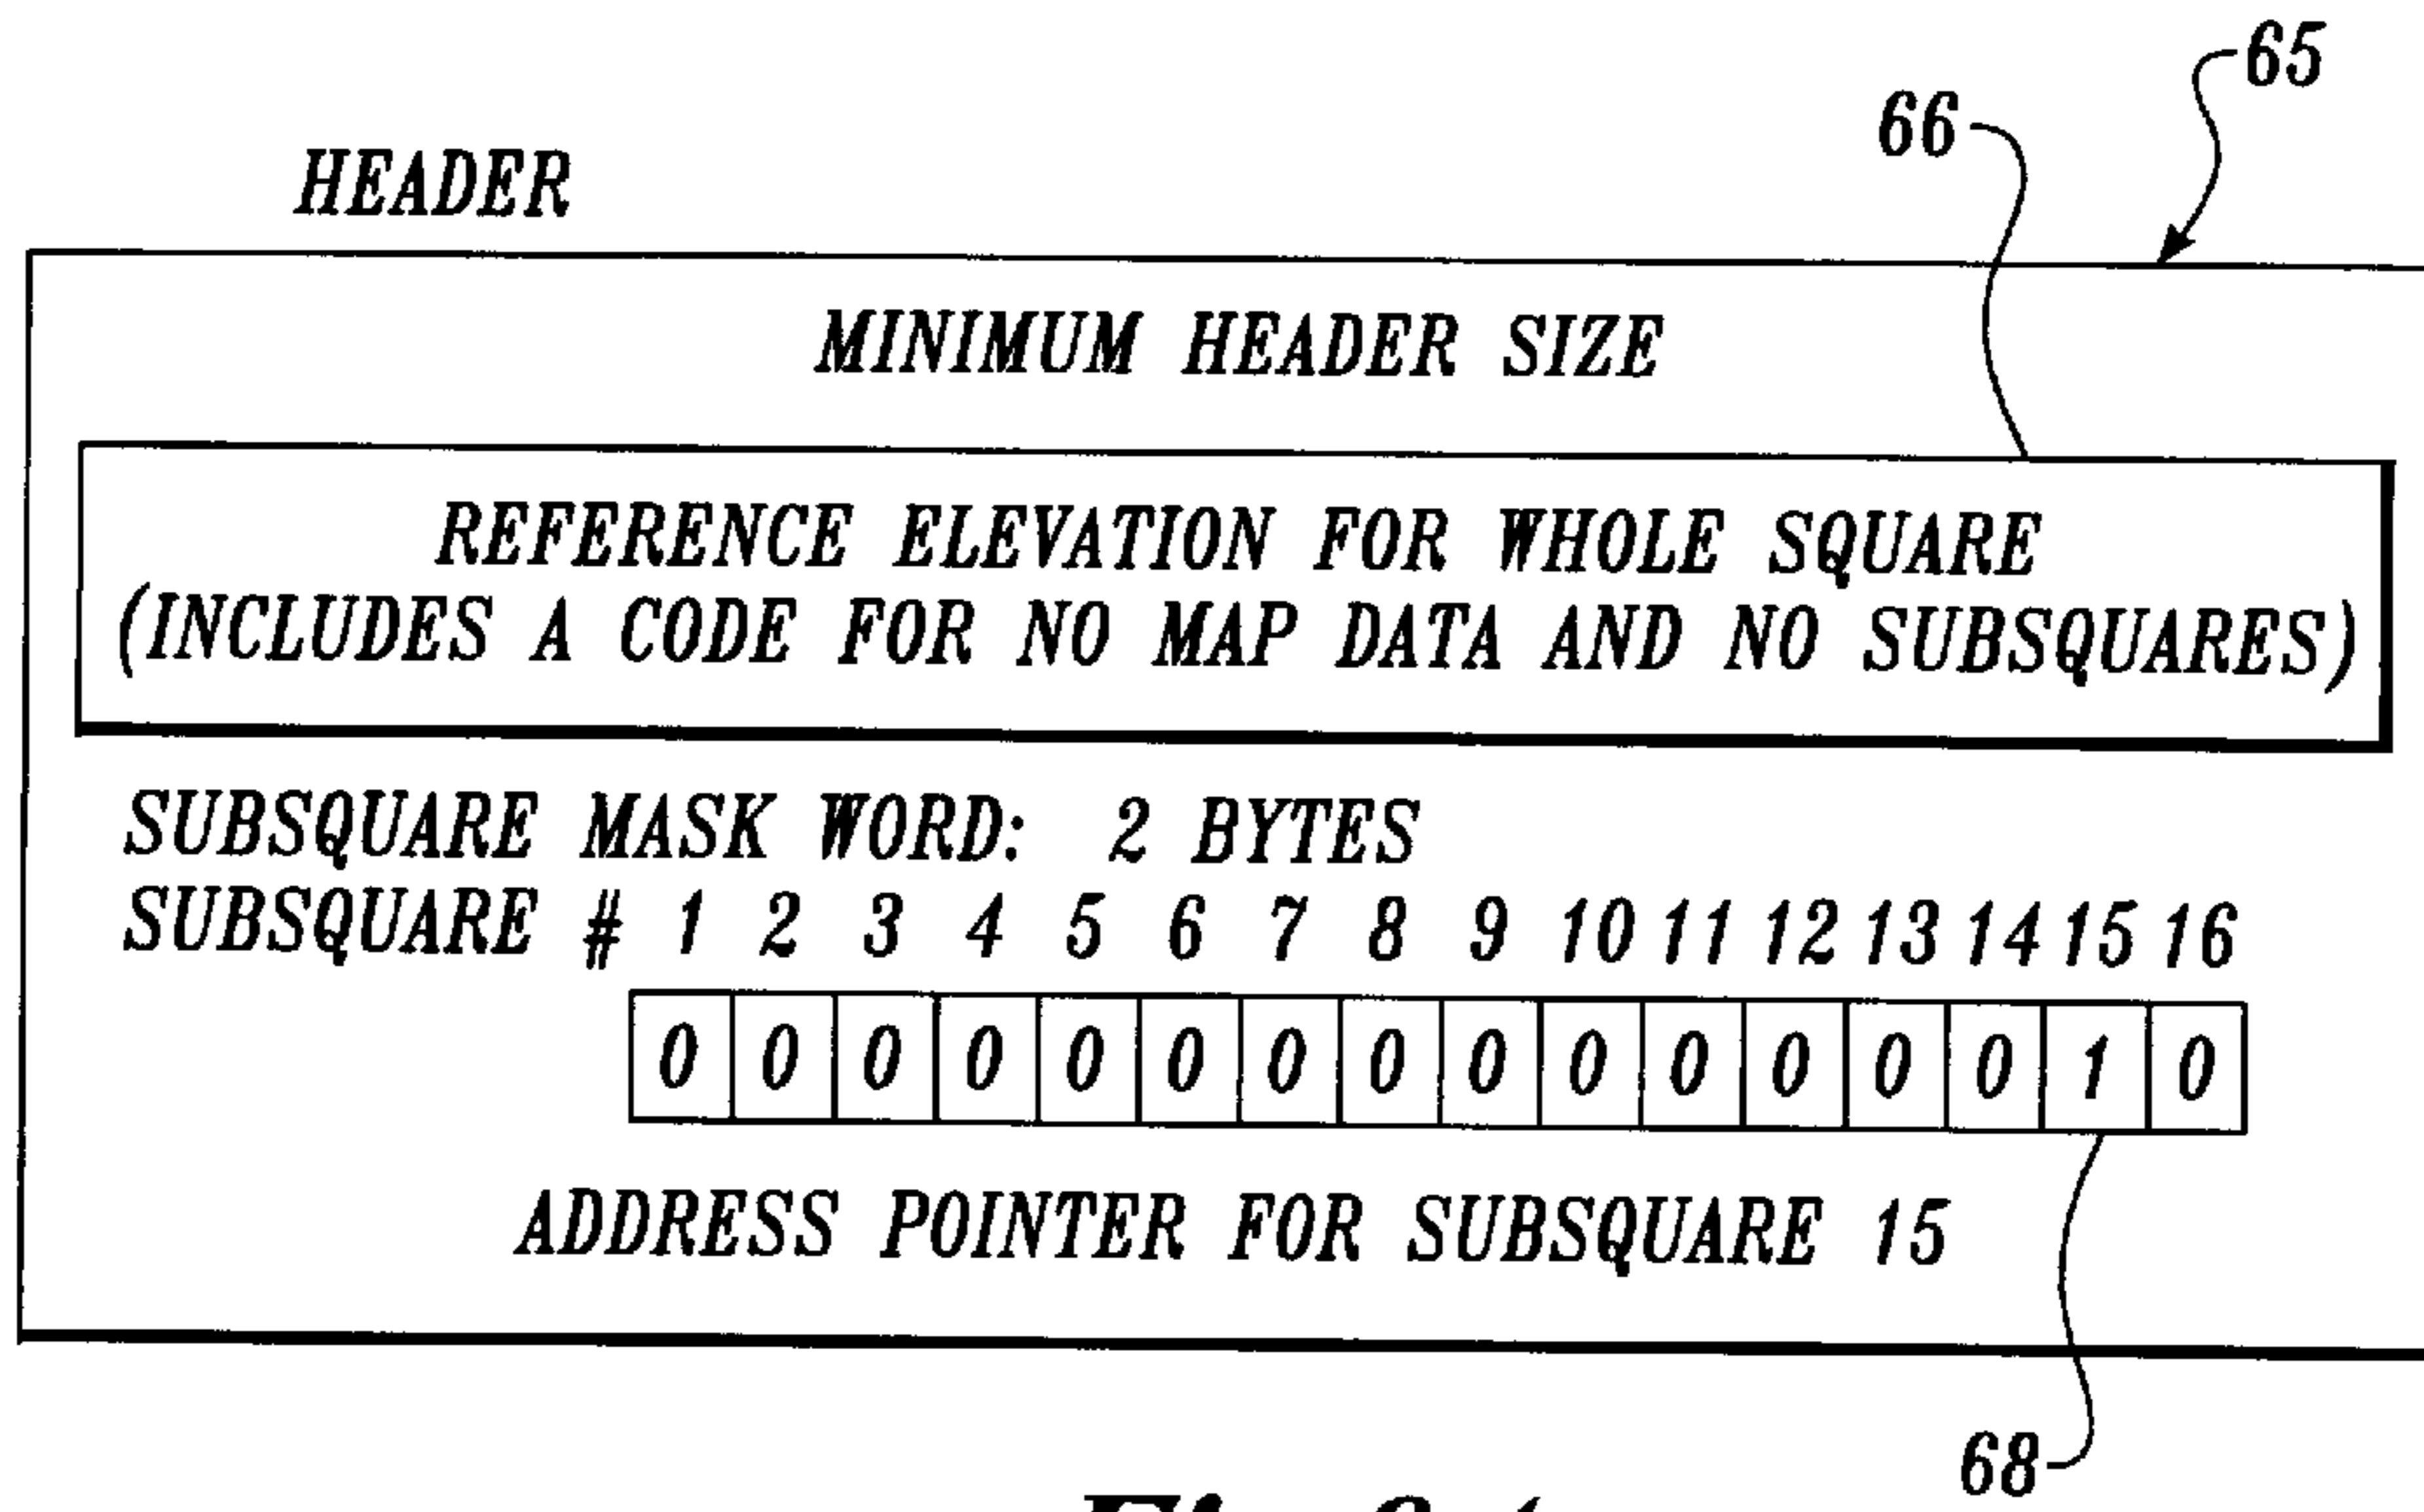 65
66
HEADER
MINIMUM HEADER SIZE
REFERENCE ELEVATION FOR WHOLE SQUARE
(INCLUDES A CODE FOR NO MAP DATA AND NO SUBSQUARES)
SUBSQUARE MASK WORD: 2 BYTES
SUBSQUARE # 1 2 3 4 5 6 7 8 9 10 11 12 13 14 15 16
0 0 0 0 0 0 0 0 0 0 0 0 0 0 1 0
ADDRESS POINTER FOR SUBSQUARE 15
68